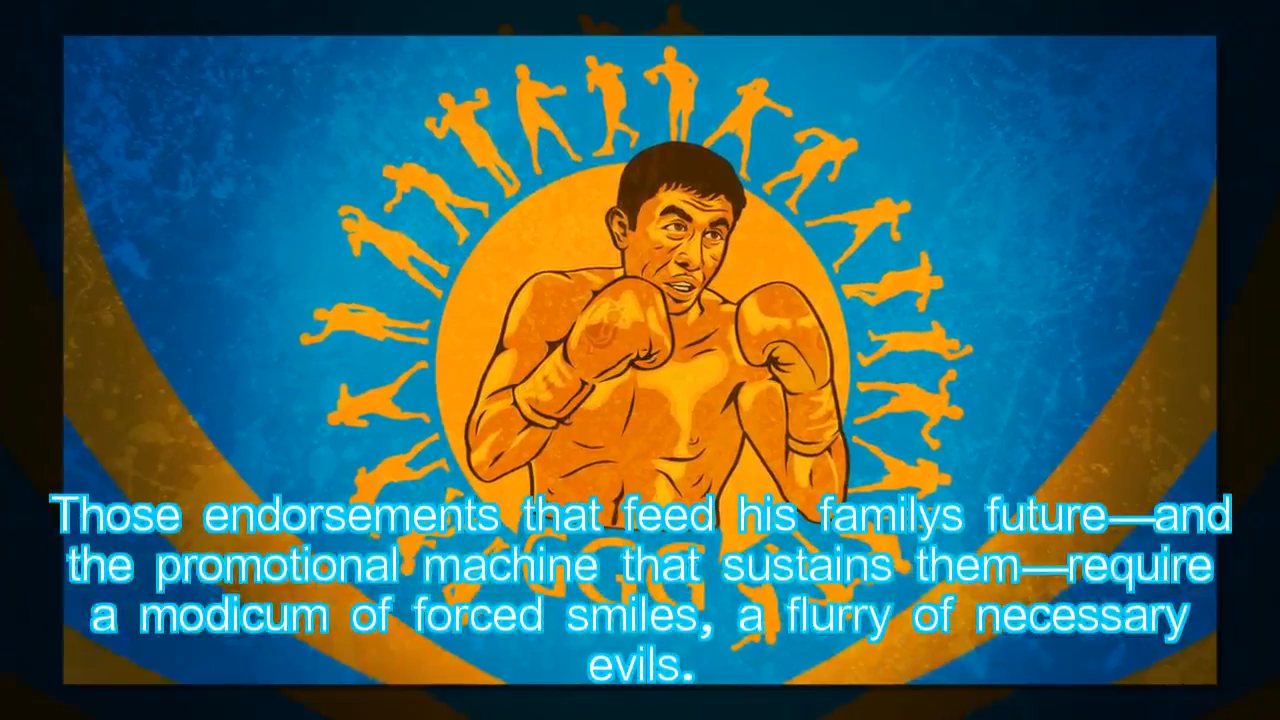 Those endorsements that feed his familys future—and
the promotional machine that sustains them—require
a modicum of forced smiles, a flurry of necessary
evils.
GGG